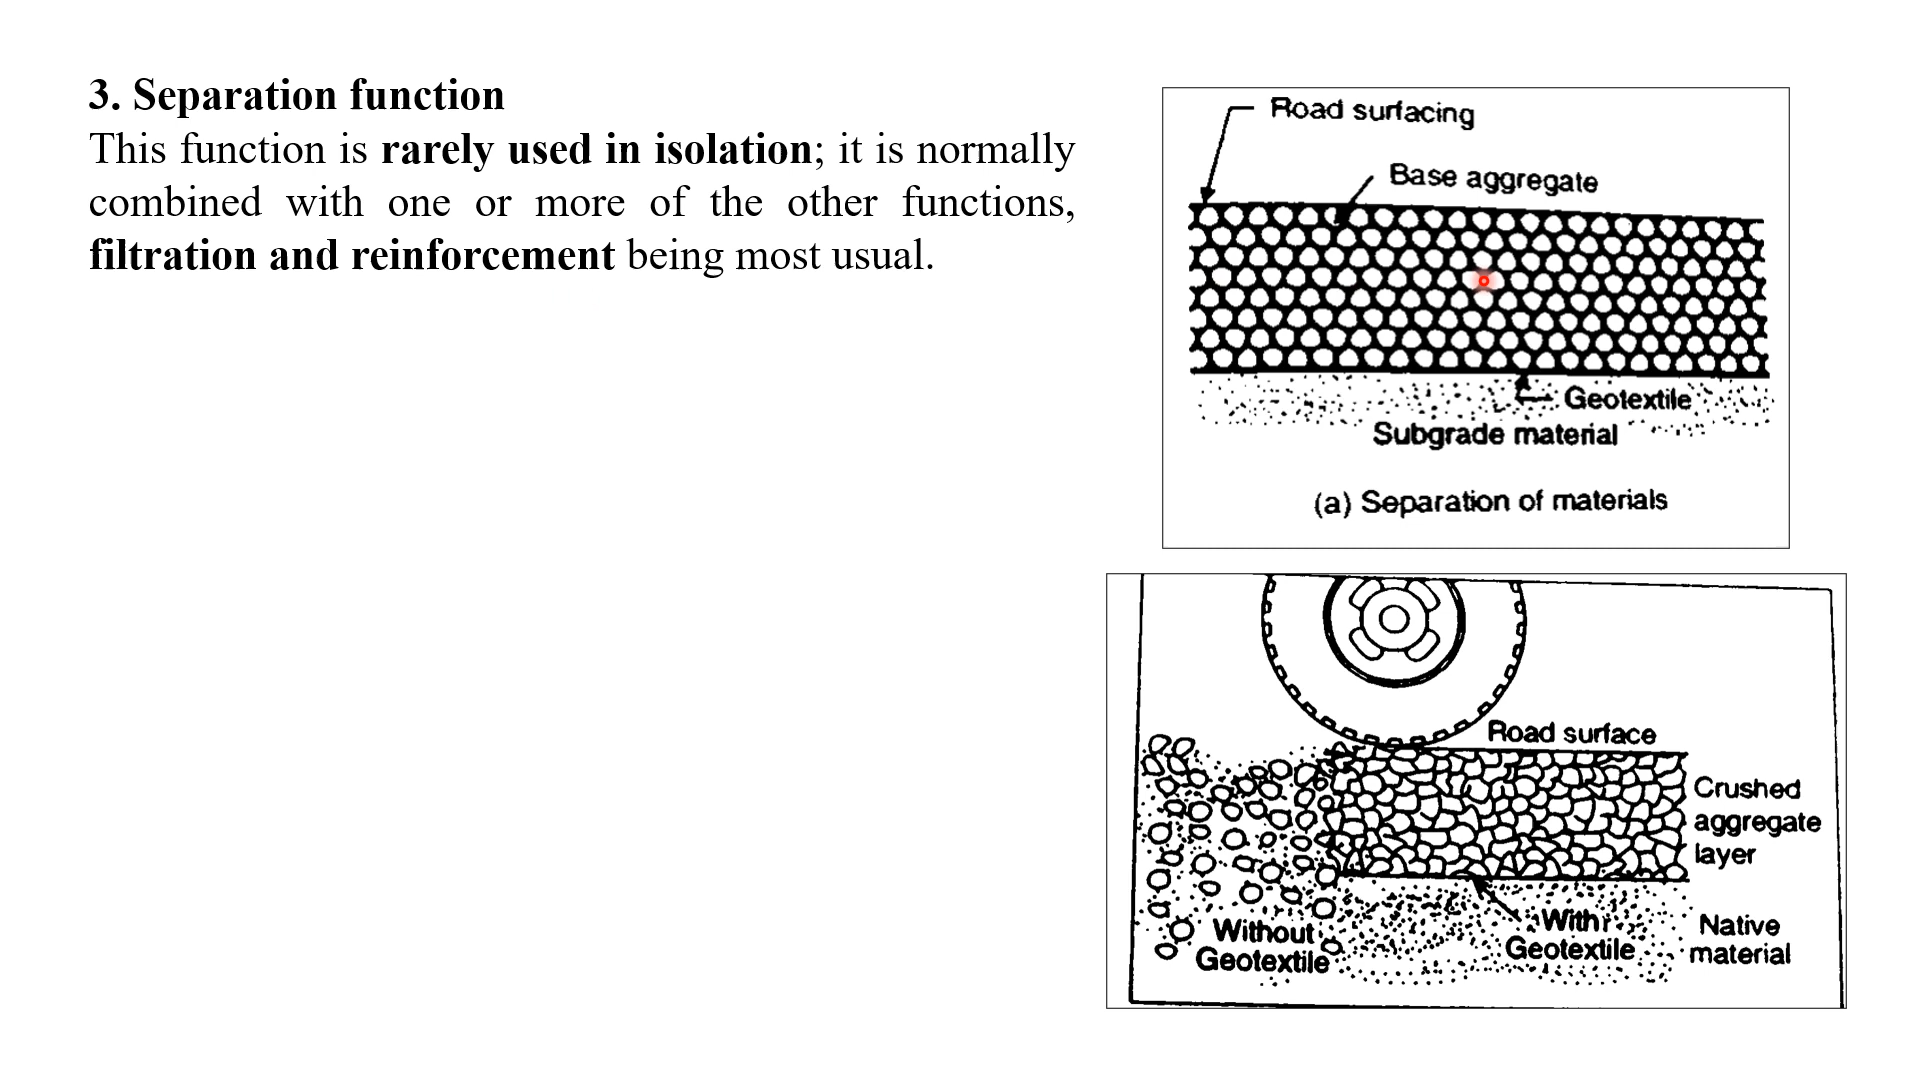 3. Separation function
This function is rarely used in isolation; it is normally
combined with one or more of the other functions,
filtration and reinforcement being most usual.
Road surfacing
Base aggregate
Geotextile
Subgrade material
(a) Separation of materials
Road surface
Crushed
aggregate
layer
Without
Geotextile
With
Geotextile
Native
material